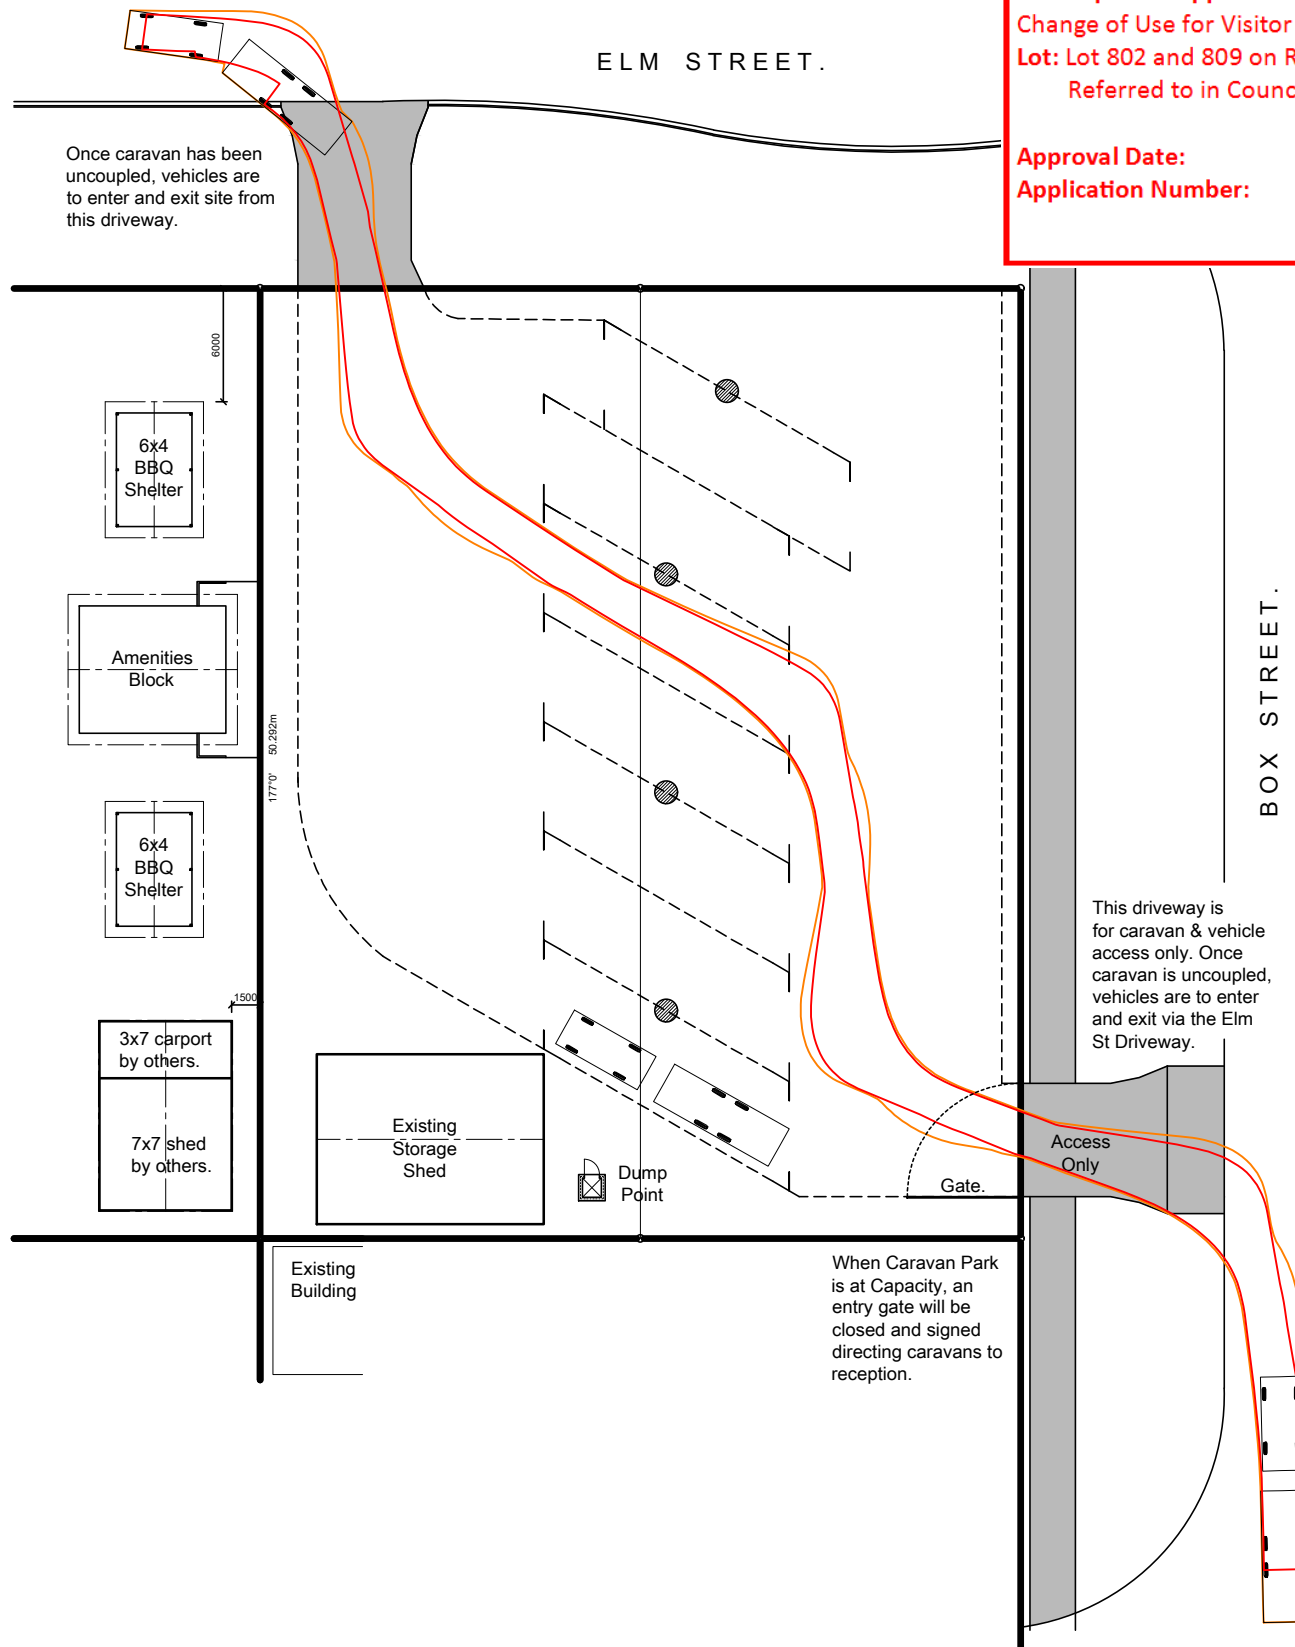 ELM STREET.
Change of Use for Visitor
Lot: Lot 802 and 809 on R
Referred to in Counc
Approval Date:
Application Number:
Once caravan has been
uncoupled, vehicles are
to enter and exit site from
this driveway.
6000
6x4
BBQ
Shelter
Amenities
Block
177°0' 50.292m
6x4
BBQ
Shelter
BOX STREET.
This driveway is
for caravan & vehicle
access only. Once
caravan is uncoupled,
vehicles are to enter
and exit via the Elm
St Driveway.
1500
3x7 carport
by others.
7x7 shed
by others.
Existing
Storage
Shed
Dump
Point
Gate.
Access
Only
Existing
Building
When Caravan Park
is at Capacity, an
entry gate will be
closed and signed
directing caravans to
reception.